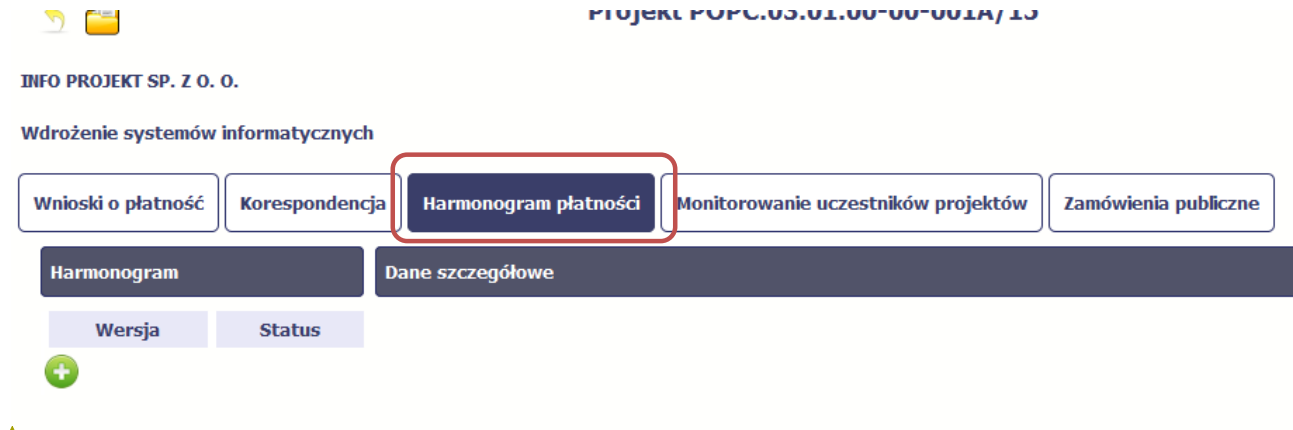 Projekt POPC.03.01.00-00-001A/15
INFO PROJEKT SP. Z O. O.
Wdrożenie systemów informatycznych
Wnioski o płatność Korespondencja Harmonogram płatności Monitorowanie uczestników projektów Zamówienia publiczne
Harmonogram Dane szczegółowe
Wersja Status